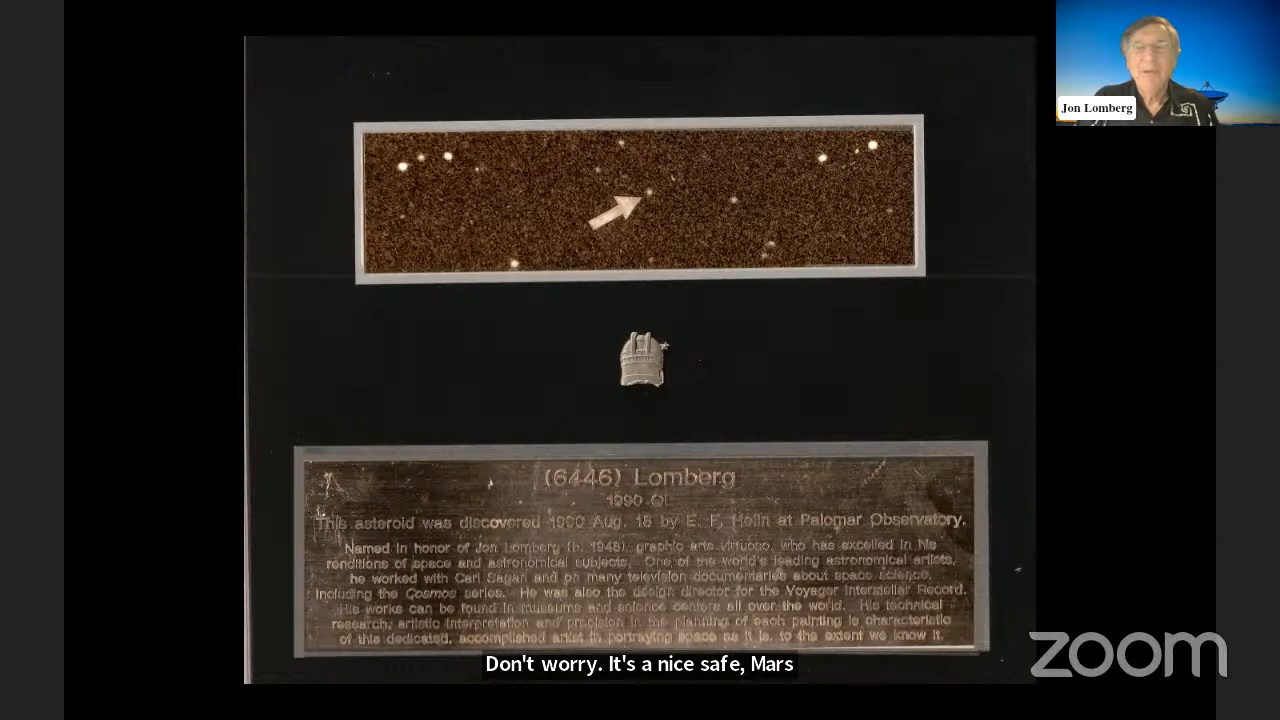 Jon Lomberg
(6446) Lomberg
1990 QL
This asteroid was discovered 1990 Aug. 18 by E. F. Helin at Palomar Observatory.
Named in honor of Jon Lomberg (b. 1948), graphic arts virtuoso, who has excelled in his
renditions of space and astronomical subjects. One of the world's leading astronomical artists,
he worked with Carl Sagan and on many television documentaries about space science,
including the Cosmos series. He was also the design director for the Voyager Interstellar Record.
His works can be found in museums and science centers all over the world. His technical
research, artistic interpretation and precision in the planning of each painting is characteristic
of this dedicated, accomplished artist in portraying space as it is, to the extent we know it.
Don't worry. It's a nice safe, Mars
zoom